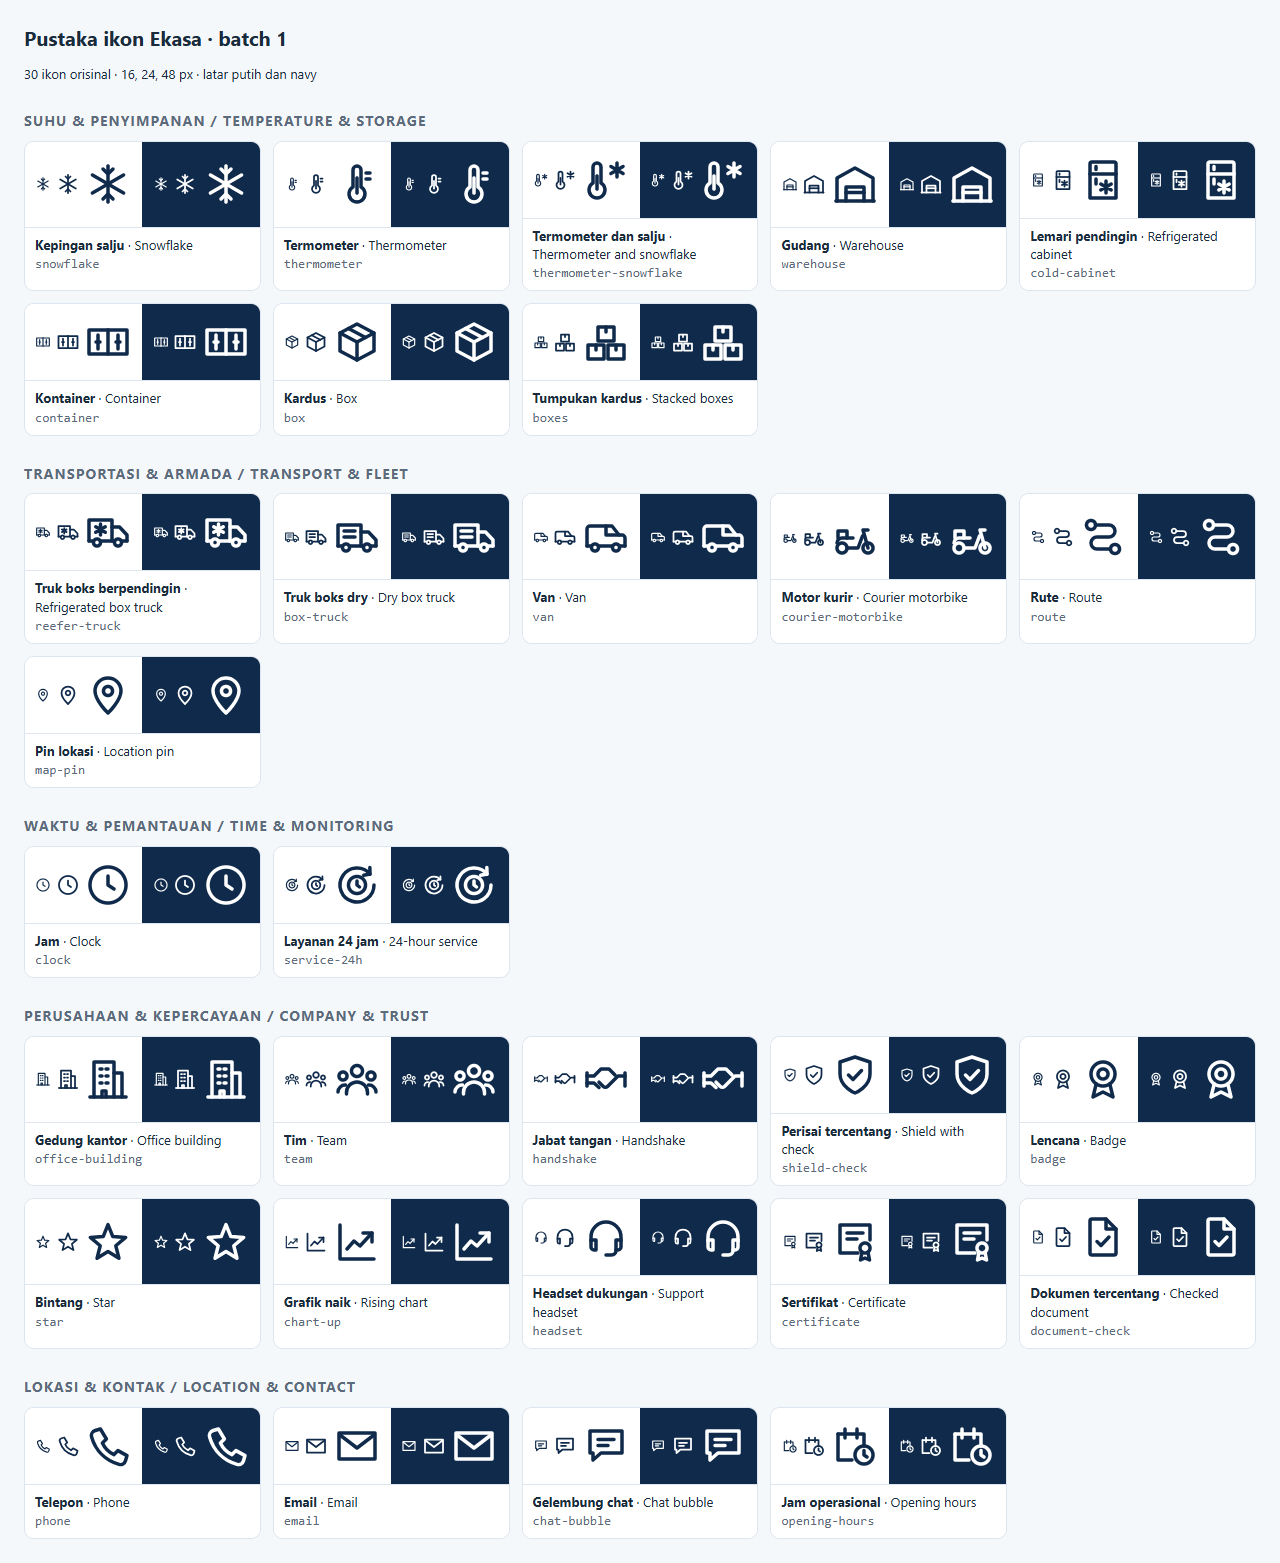 Pustaka ikon Ekasa · batch 1
30 ikon orisinal · 16, 24, 48 px · latar putih dan navy
SUHU & PENYIMPANAN / TEMPERATURE & STORAGE
Kepingan salju · Snowflake
snowflake
Termometer · Thermometer
thermometer
Termometer dan salju ·
Thermometer and snowflake
thermometer-snowflake
Gudang · Warehouse
warehouse
Lemari pendingin · Refrigerated
cabinet
cold-cabinet
Kontainer · Container
container
Kardus · Box
box
Tumpukan kardus · Stacked boxes
boxes
TRANSPORTASI & ARMADA / TRANSPORT & FLEET
Truk boks berpendingin ·
Refrigerated box truck
reefer-truck
Truk boks dry · Dry box truck
box-truck
Van · Van
van
Motor kurir · Courier motorbike
courier-motorbike
Rute · Route
route
Pin lokasi · Location pin
map-pin
WAKTU & PEMANTAUAN / TIME & MONITORING
Jam · Clock
clock
Layanan 24 jam · 24-hour service
service-24h
PERUSAHAAN & KEPERCAYAAN / COMPANY & TRUST
Gedung kantor · Office building
office-building
Tim · Team
team
Jabat tangan · Handshake
handshake
Perisai tercentang · Shield with
check
shield-check
Lencana · Badge
badge
Bintang · Star
star
Grafik naik · Rising chart
chart-up
Headset dukungan · Support
headset
headset
Sertifikat · Certificate
certificate
Dokumen tercentang · Checked
document
document-check
LOKASI & KONTAK / LOCATION & CONTACT
Telepon · Phone
phone
Email · Email
email
Gelembung chat · Chat bubble
chat-bubble
Jam operasional · Opening hours
opening-hours